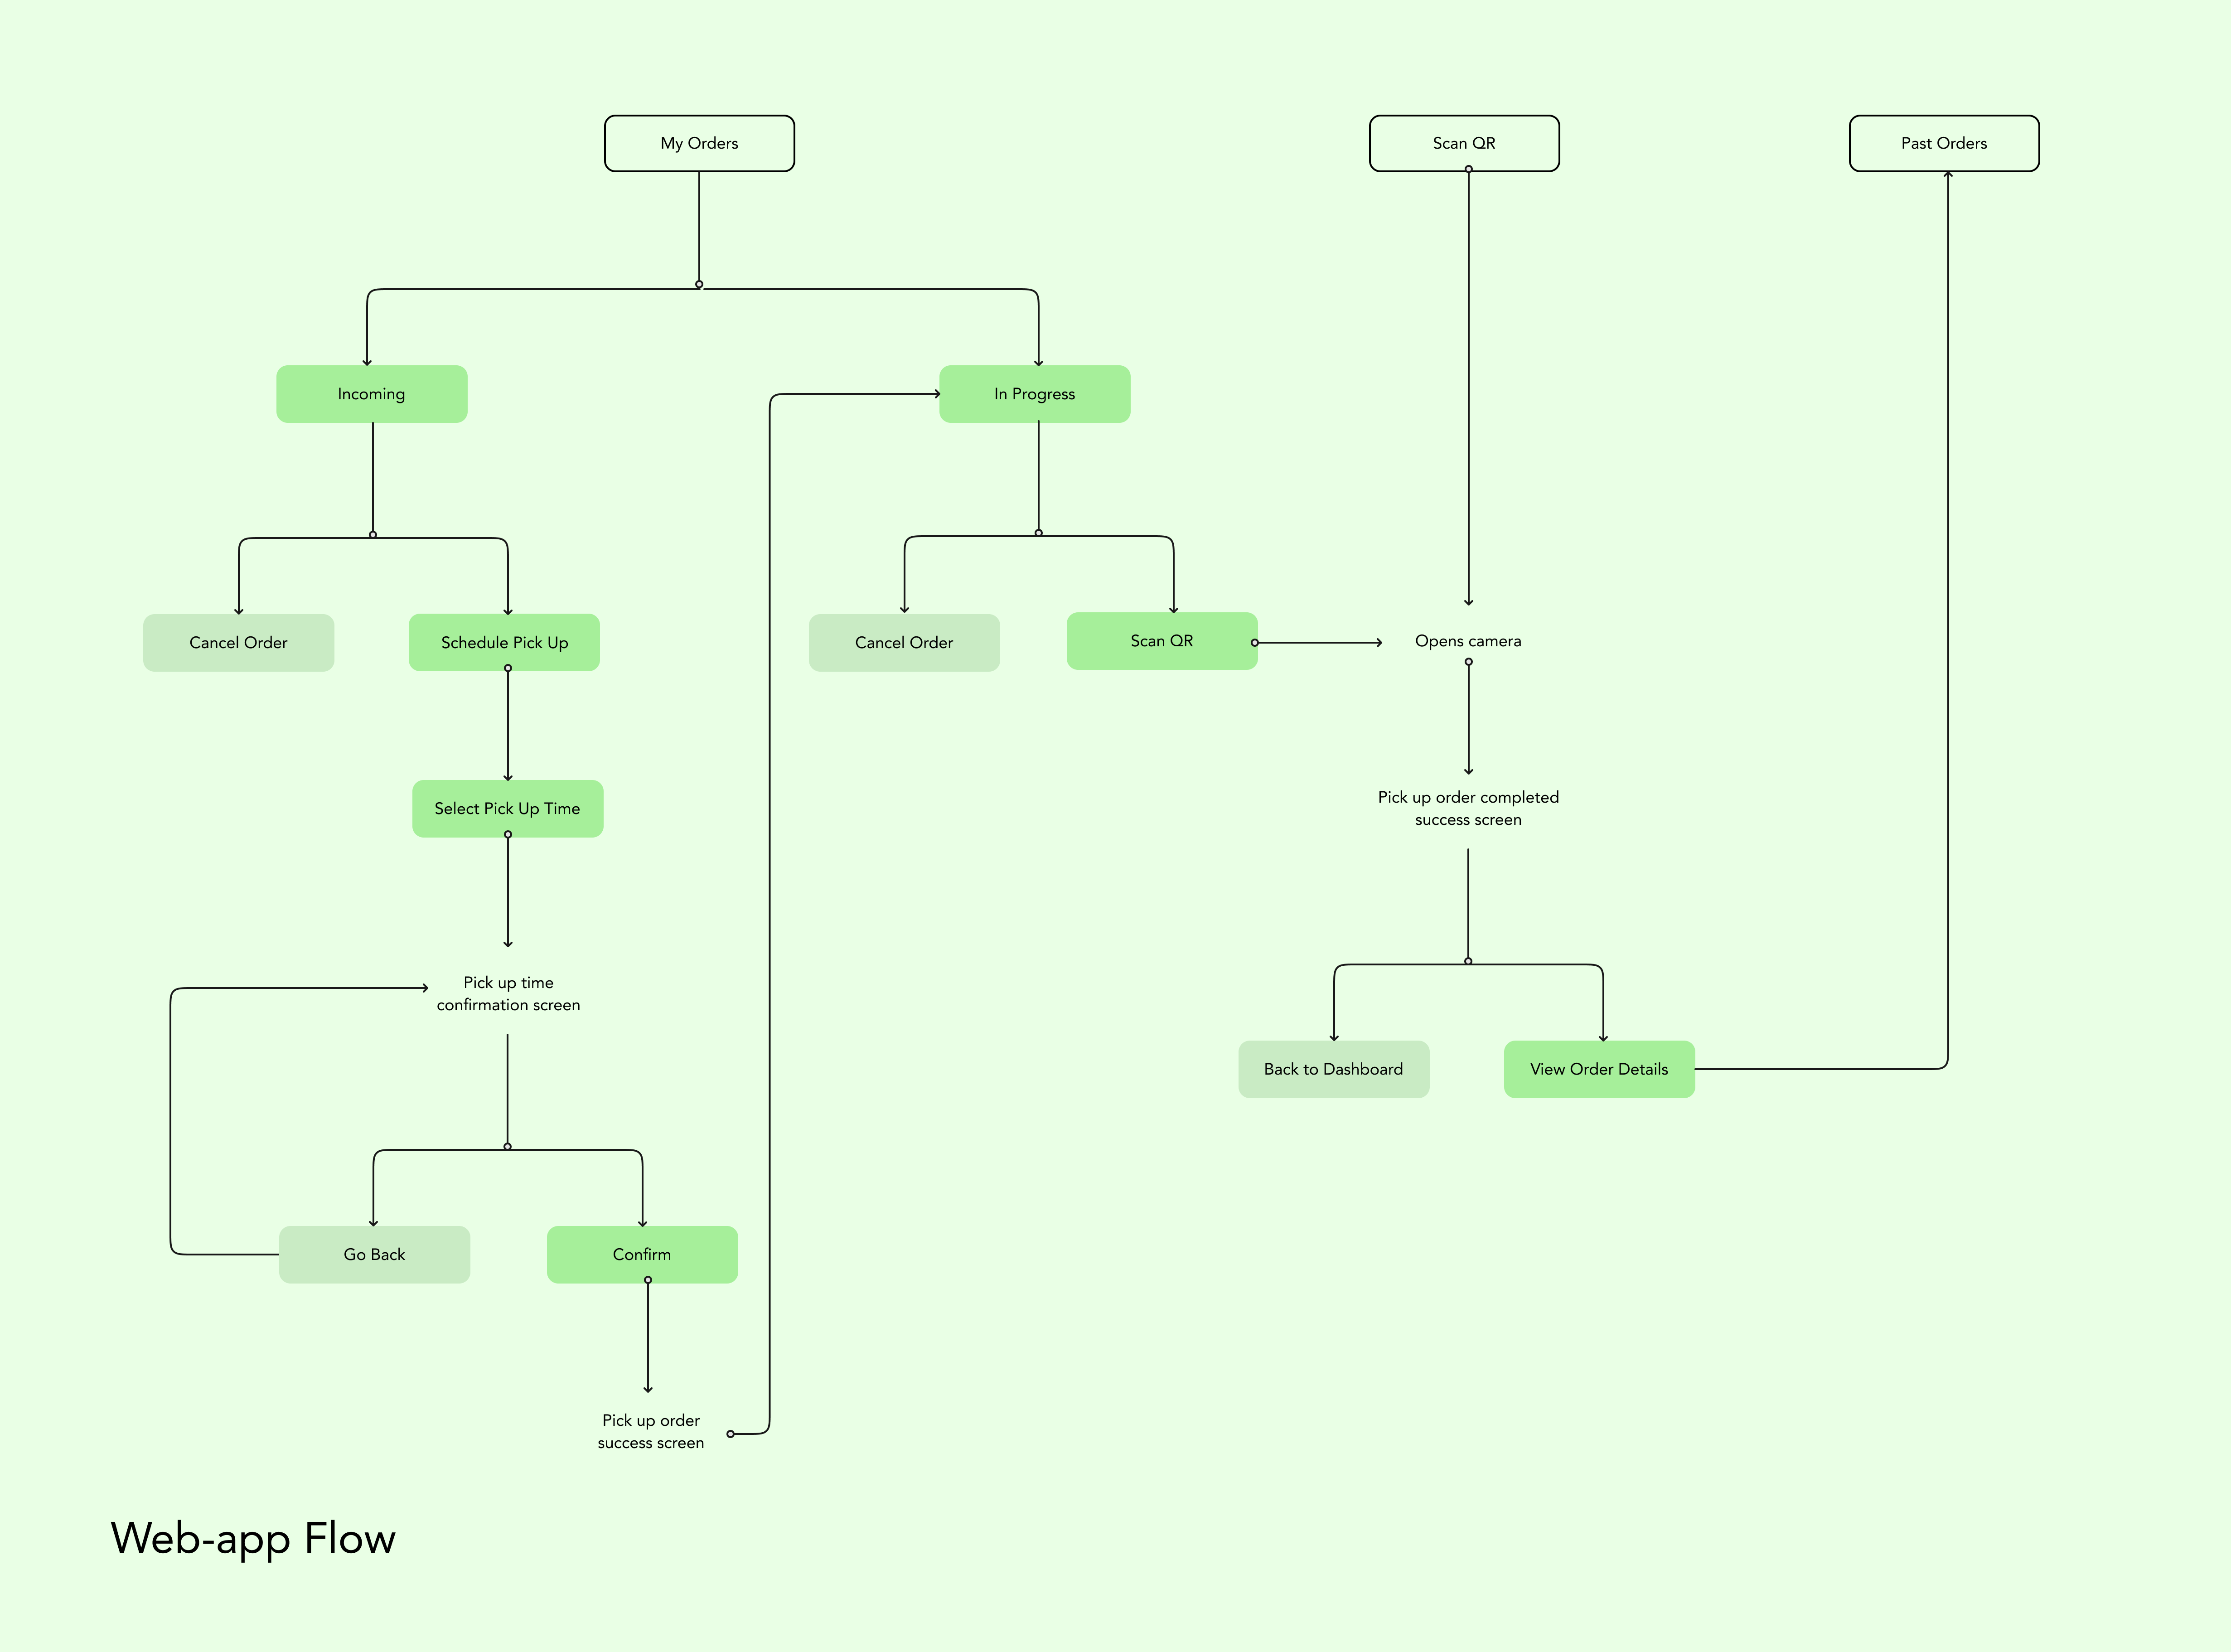 My Orders
Scan QR
Past Orders
Incoming
In Progress
Cancel Order
Schedule Pick Up
Cancel Order
Scan QR
Opens camera
Select Pick Up Time
Pick up order completed
success screen
Pick up time
confirmation screen
Back to Dashboard
View Order Details
Go Back
Confirm
Pick up order
success screen
Web-app Flow